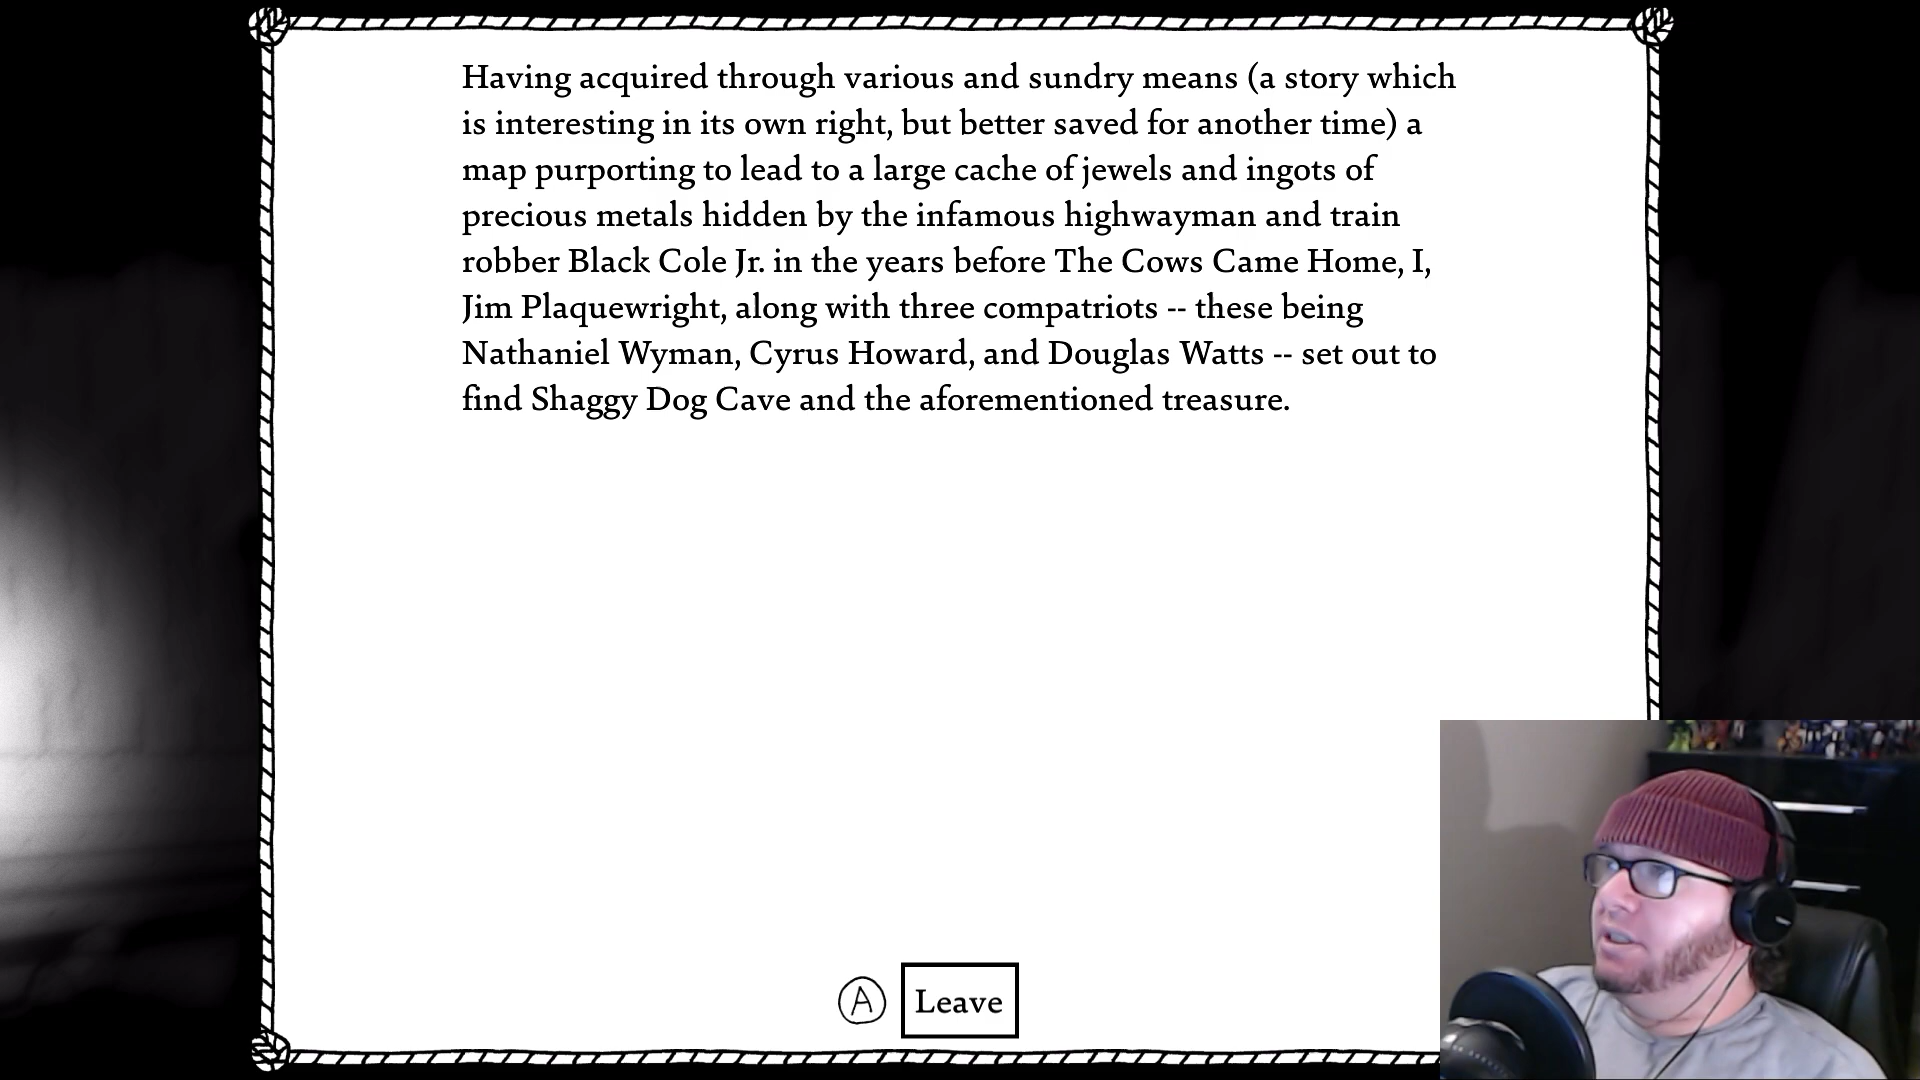 Having acquired through various and sundry means (a story which
is interesting in its own right, but better saved for another time) a
map purporting to lead to a large cache of jewels and ingots of
precious metals hidden by the infamous highwayman and train
robber Black Cole Jr. in the years before The Cows Came Home, I,
Jim Plaquewright, along with three compatriots -- these being
Nathaniel Wyman, Cyrus Howard, and Douglas Watts -- set out to
find Shaggy Dog Cave and the aforementioned treasure.
A Leave